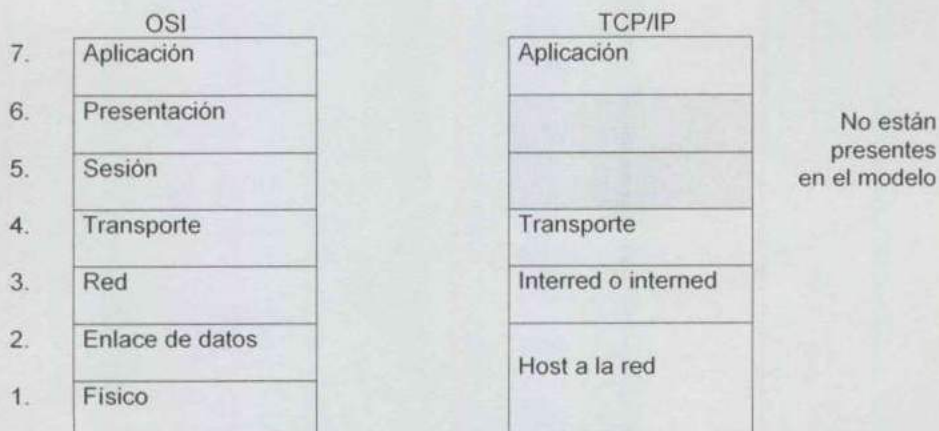 OSI
TCP/IP
7. Aplicación
Aplicación
6. Presentación
5. Sesión
No están
presentes
en el modelo
4. Transporte
Transporte
3. Red
Interred o interned
2. Enlace de datos
Host a la red
1. Físico